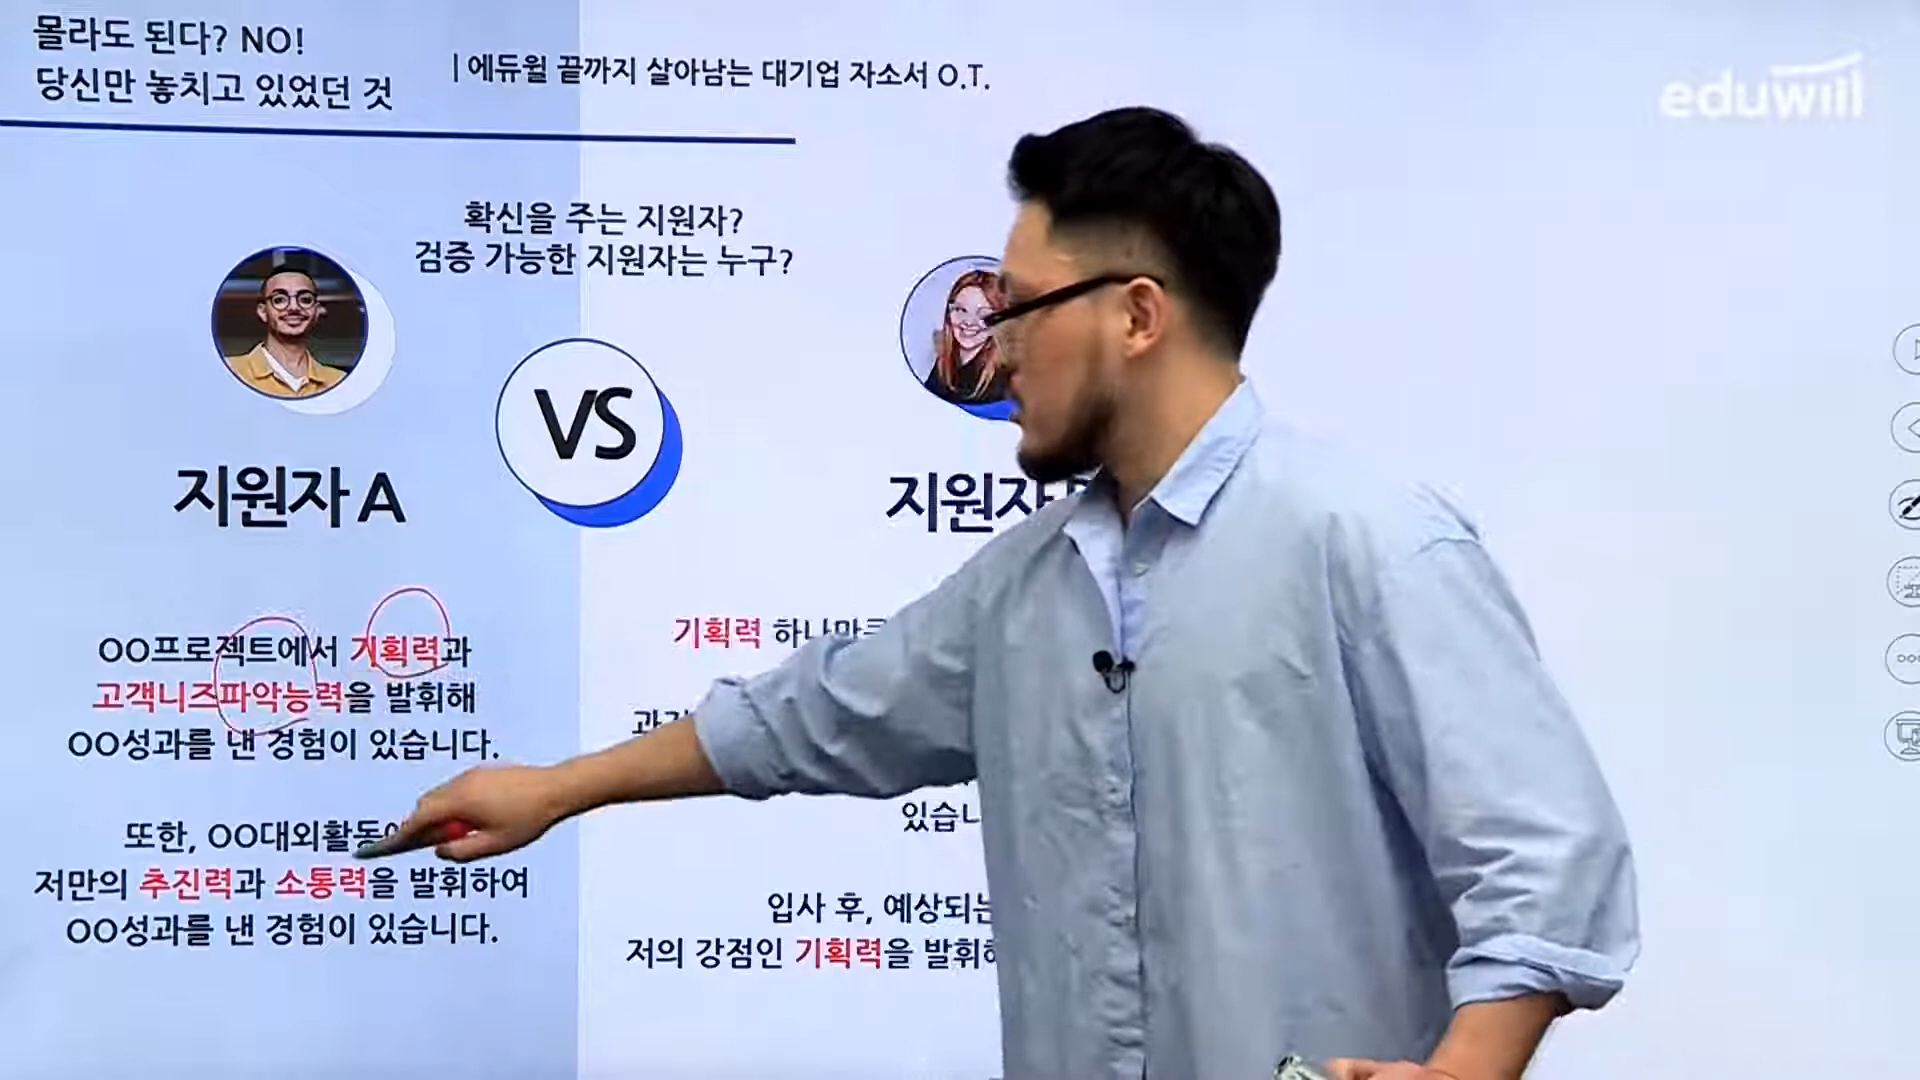 몰라도 된다? NO!
당신만 놓치고 있었던 것
| 에듀윌 끝까지 살아남는 대기업 자소서 O.T.
eduwill
확신을 주는 지원자?
검증 가능한 지원자는 누구?
VS
지원자 A
OO프로젝트에서 기획력과
고객니즈파악능력을 발휘해
OO성과를 낸 경험이 있습니다.
또한, OO대외활동에
저만의 추진력과 소통력을 발휘하여
OO성과를 낸 경험이 있습니다.
지원자
기획력
입사 후, 예상되는
저의 강점인 기획력을